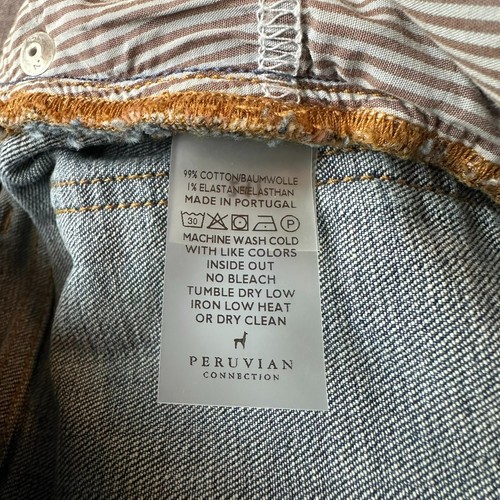 99% COTTON/BAUMWOLLE
1% ELASTANE/ELASTHAN
MADE IN PORTUGAL
30 P
MACHINE WASH COLD
WITH LIKE COLORS
INSIDE OUT
NO BLEACH
TUMBLE DRY LOW
IRON LOW HEAT
OR DRY CLEAN
PERUVIAN
CONNECTION